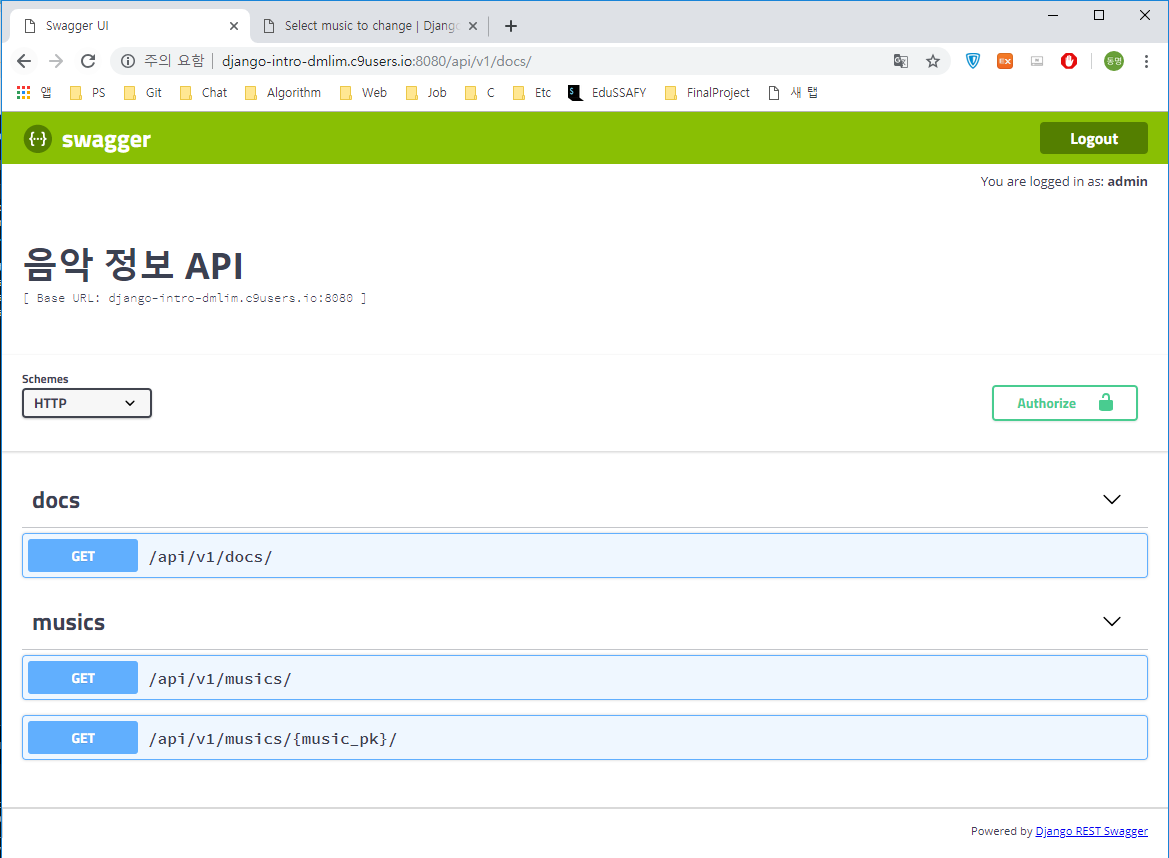 Swagger UI
Select music to change | Django
주의 요함 | django-intro-dmlim.c9users.io:8080/api/v1/docs/
앱 PS Git Chat Algorithm Web Job C Etc EduSSAFY FinalProject 새 탭
swagger
Logout
You are logged in as: admin
음악 정보 API
[ Base URL: django-intro-dmlim.c9users.io:8080 ]
Schemes
HTTP
Authorize
docs
GET /api/v1/docs/
musics
GET /api/v1/musics/
GET /api/v1/musics/{music_pk}/
Powered by Django REST Swagger